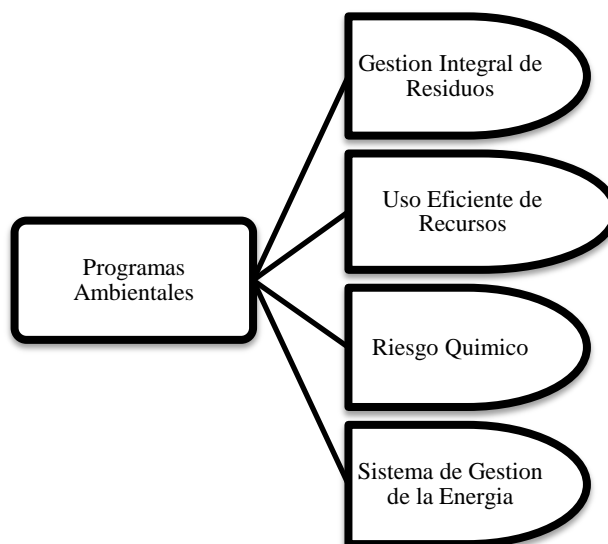 Programas
Ambientales
Gestion Integral de
Residuos
Uso Eficiente de
Recursos
Riesgo Quimico
Sistema de Gestion
de la Energia